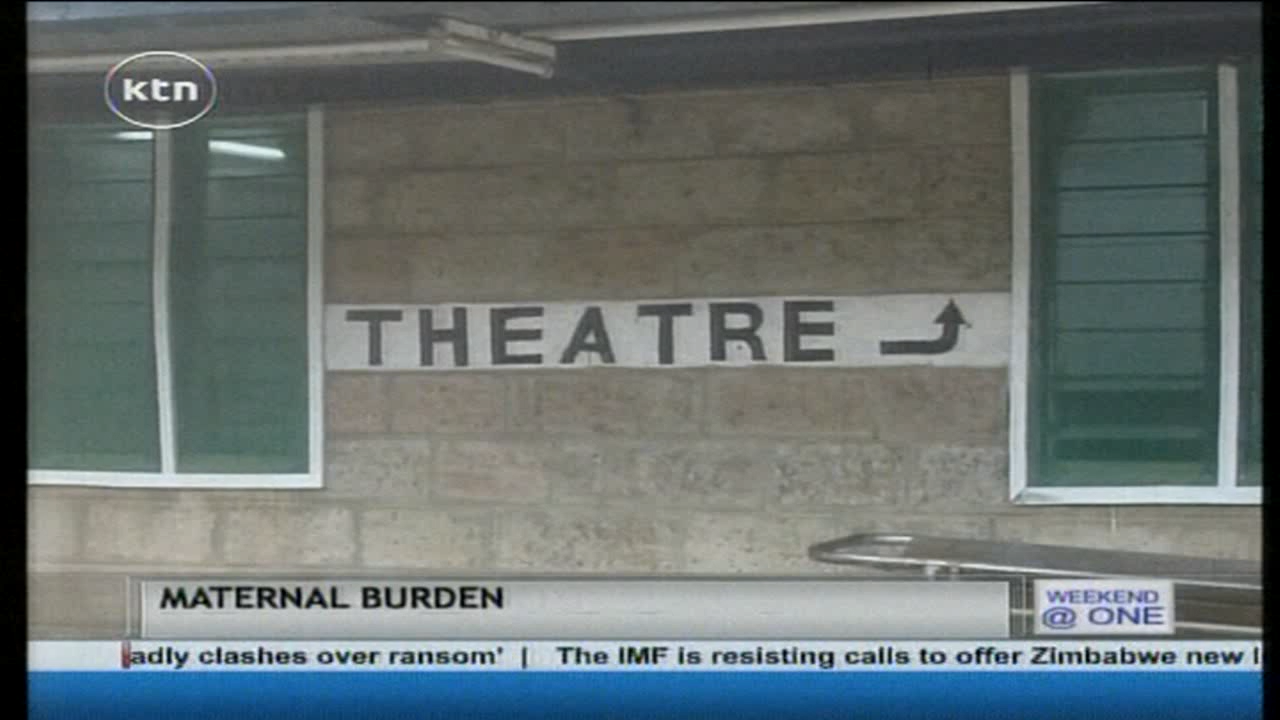 ktn
THEATRE
MATERNAL BURDEN
WEEKEND
@ ONE
adly clashes over ransom' | The IMF is resisting calls to offer Zimbabwe new